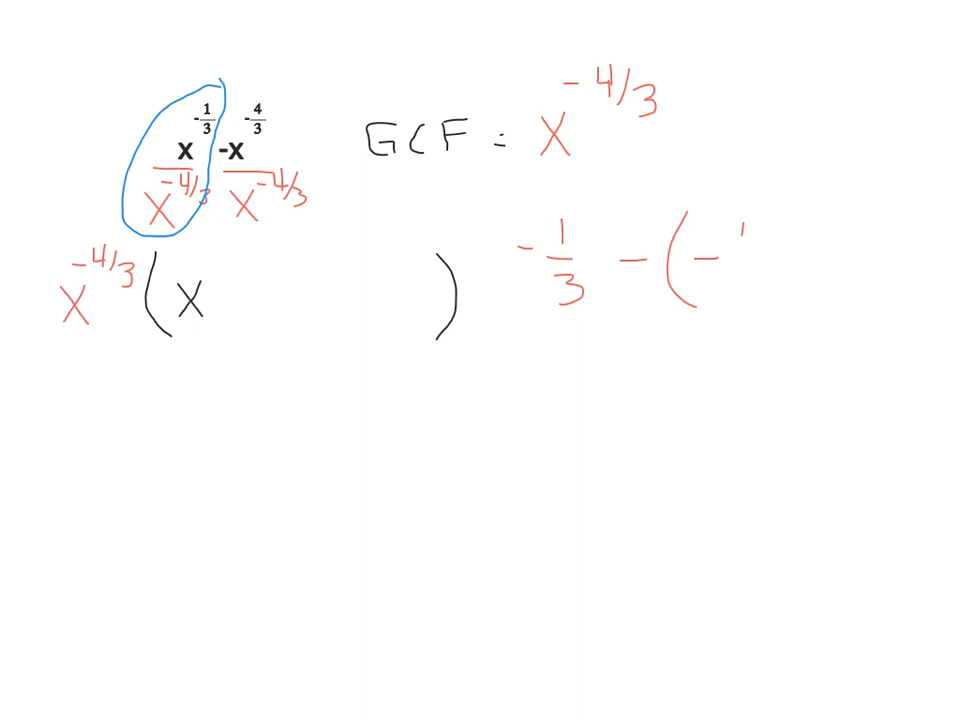 x^{-1/3} - x^{-4/3}   GCF = x^{-4/3}
x^{-4/3}   x^{-4/3}
x^{-4/3} ( x )   -1/3 - ( -